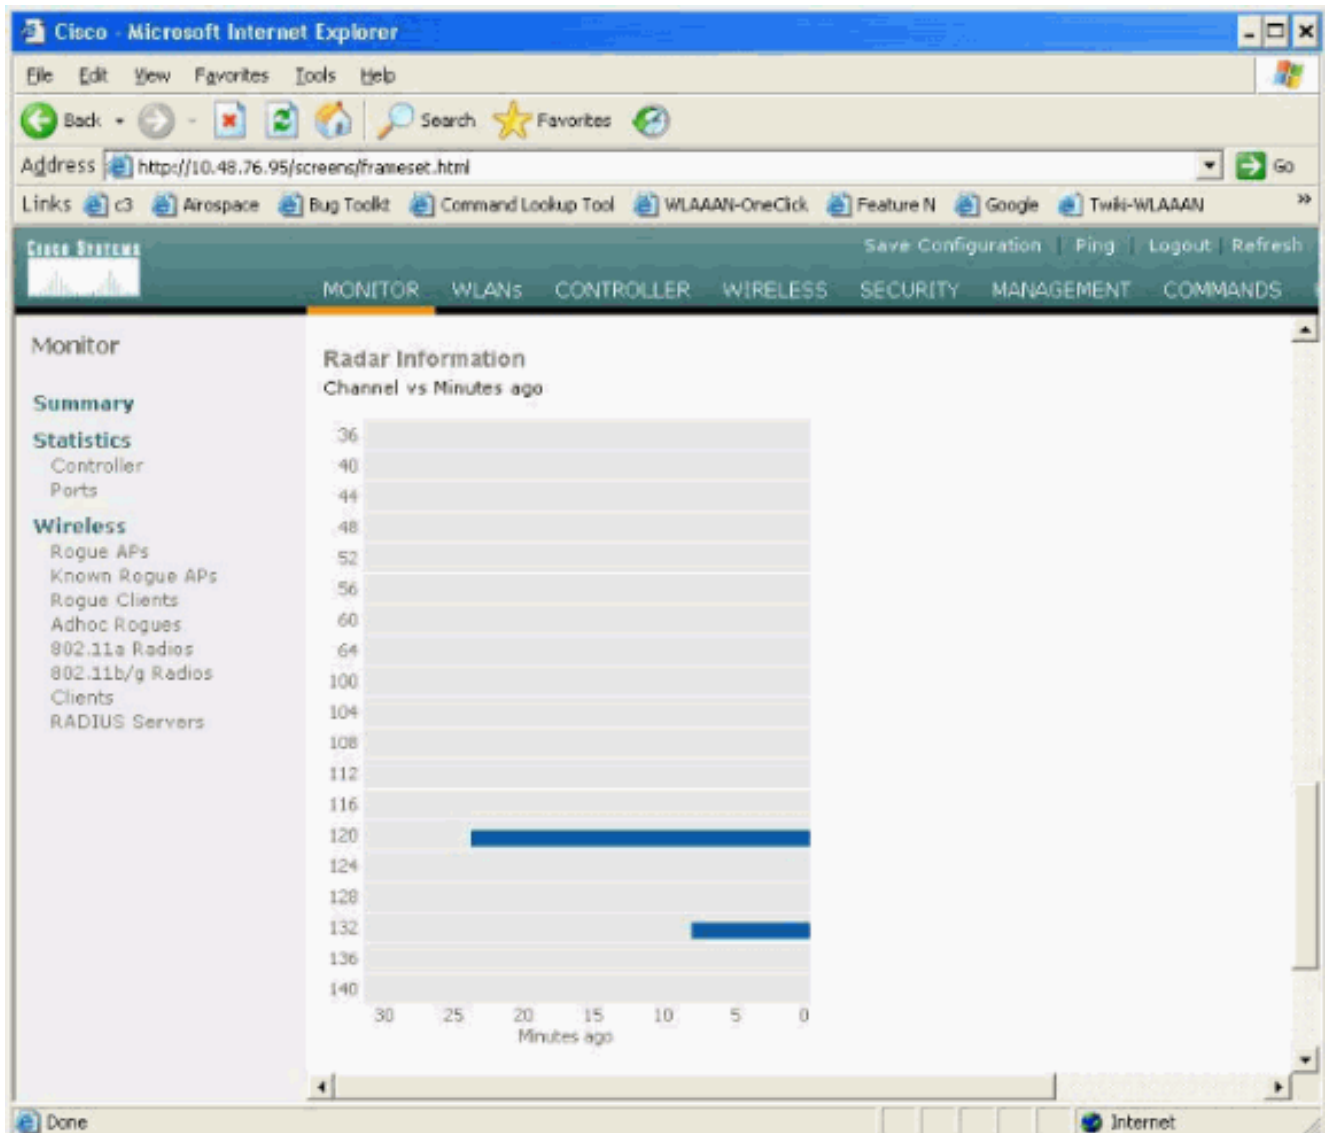 Cisco - Microsoft Internet Explorer
File Edit View Favorites Tools Help
Back Search Favorites
Address http://10.48.76.95/screens/frameset.html Go
Links c3 Airospace Bug Toolkt Command Lookup Tool WLAAAN-OneClick Feature N Google Twiki-WLAAAN »
CISCO SYSTEMS
Save Configuration | Ping | Logout | Refresh
MONITOR WLANs CONTROLLER WIRELESS SECURITY MANAGEMENT COMMANDS
Monitor
Summary
Statistics
Controller
Ports
Wireless
Rogue APs
Known Rogue APs
Rogue Clients
Adhoc Rogues
802.11a Radios
802.11b/g Radios
Clients
RADIUS Servers
Radar Information
Channel vs Minutes ago
36
40
44
48
52
56
60
64
100
104
108
112
116
120
124
128
132
136
140
30 25 20 15 10 5 0
Minutes ago
Done Internet